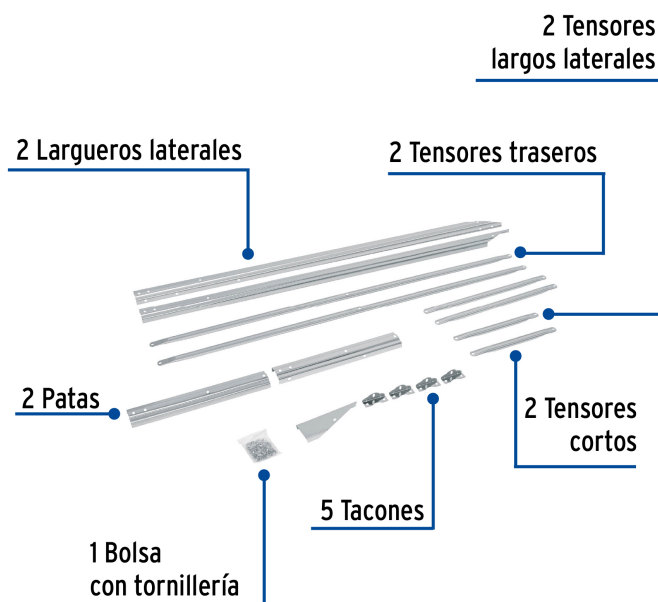 2 Tensores
largos laterales
2 Largueros laterales
2 Tensores traseros
2 Patas
2 Tensores
cortos
5 Tacones
1 Bolsa
con tornillería